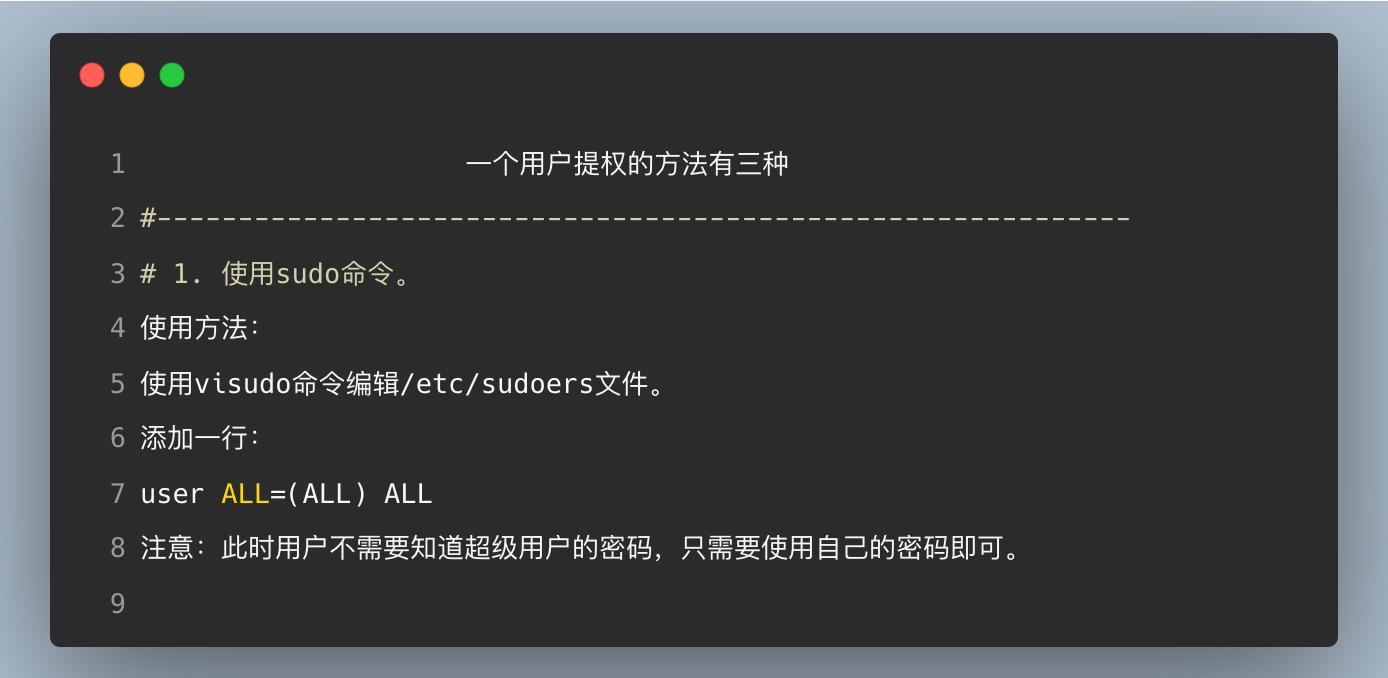 1 一个用户提权的方法有三种
2 #------------------------------------------------------------
3 # 1. 使用sudo命令。
4 使用方法：
5 使用visudo命令编辑/etc/sudoers文件。
6 添加一行：
7 user ALL=(ALL) ALL
8 注意：此时用户不需要知道超级用户的密码，只需要使用自己的密码即可。
9